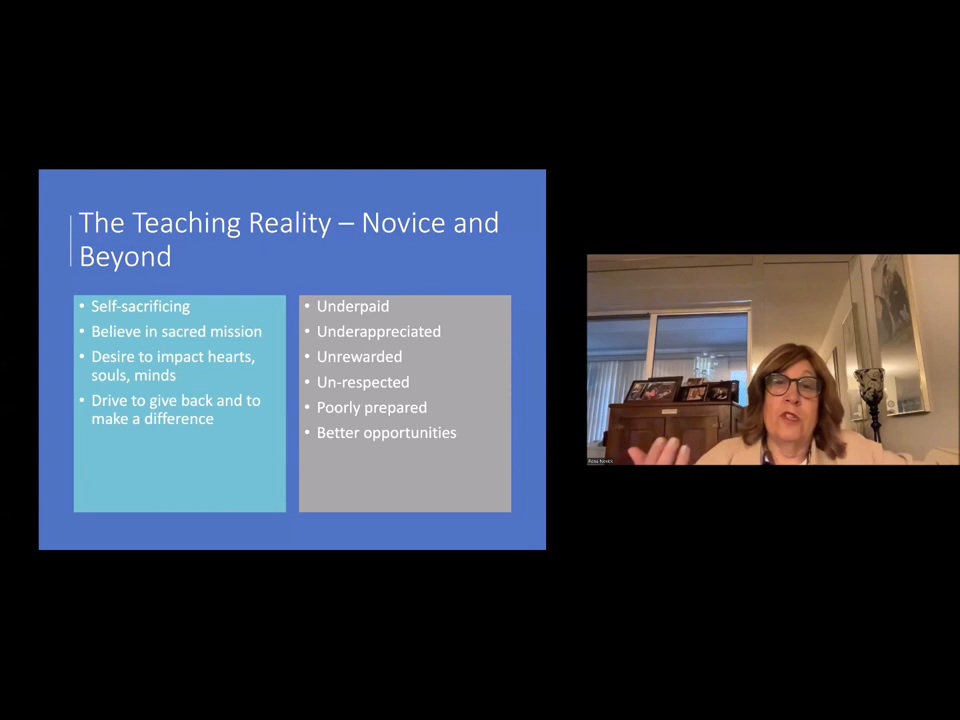 The Teaching Reality – Novice and
Beyond
• Self-sacrificing
• Believe in sacred mission
• Desire to impact hearts,
souls, minds
• Drive to give back and to
make a difference
• Underpaid
• Underappreciated
• Unrewarded
• Un-respected
• Poorly prepared
• Better opportunities